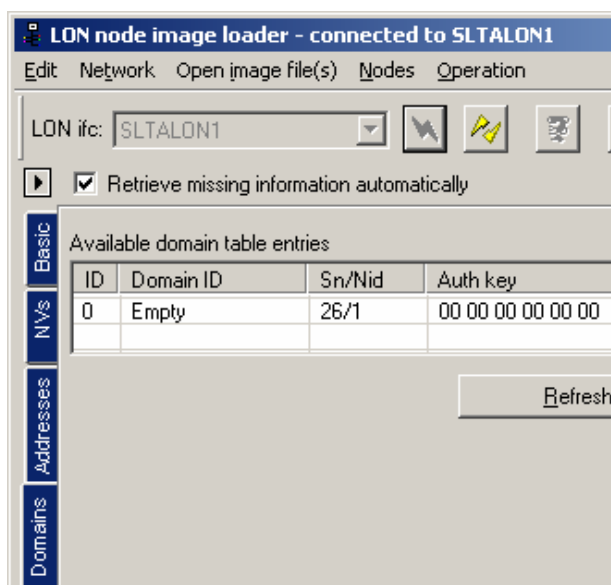 LON node image loader - connected to SLTALON1
Edit Network Open image file(s) Nodes Operation
LON ifc: SLTALON1
Retrieve missing information automatically
Basic
NVs
Addresses
Domains
Available domain table entries
ID Domain ID Sn/Nid Auth key
0 Empty 26/1 00 00 00 00 00 00
Refresh